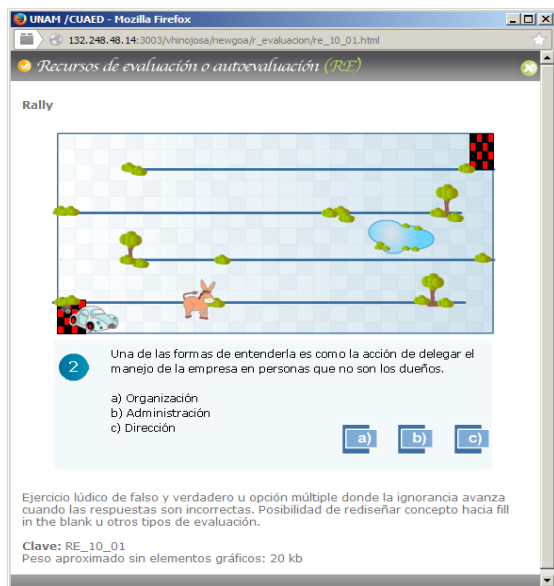 UNAM /CUAED - Mozilla Firefox
132.248.48.14:3003/vhinojosa/newgoa/r_evaluacion/re_10_01.html
Recursos de evaluación o autoevaluación (RE)
Rally
2
Una de las formas de entenderla es como la acción de delegar el
manejo de la empresa en personas que no son los dueños.
a) Organización
b) Administración
c) Dirección
a) b) c)
Ejercicio lúdico de falso y verdadero u opción múltiple donde la ignorancia avanza
cuando las respuestas son incorrectas. Posibilidad de rediseñar concepto hacia fill
in the blank u otros tipos de evaluación.
Clave: RE_10_01
Peso aproximado sin elementos gráficos: 20 kb